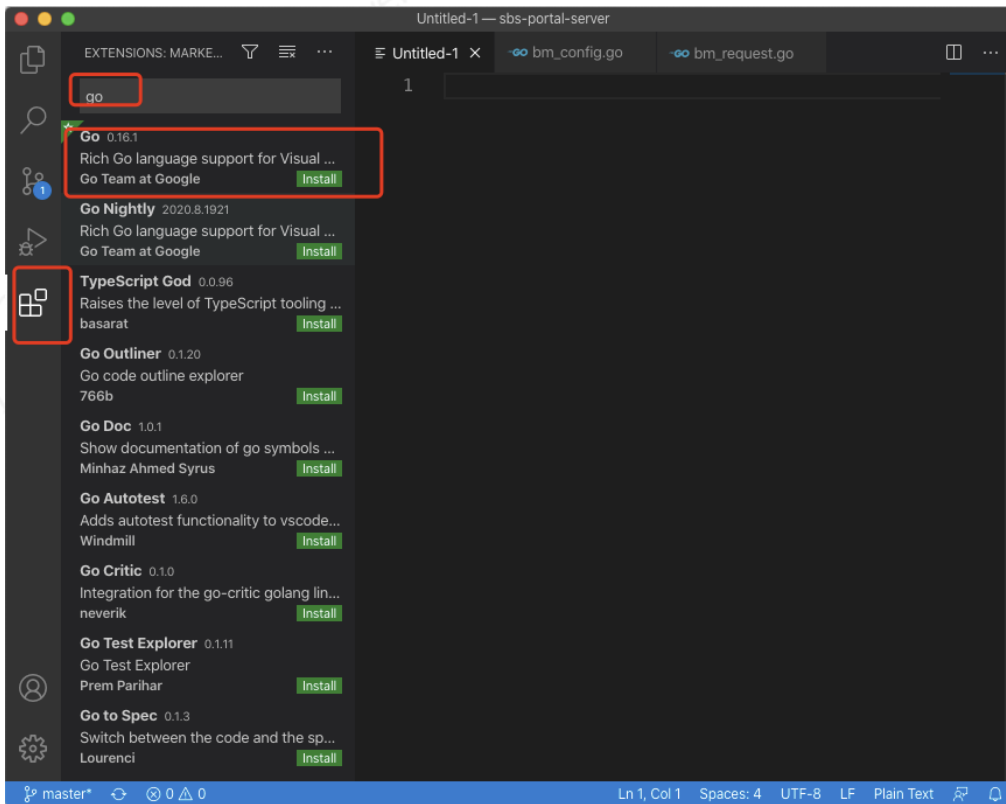 Untitled-1 — sbs-portal-server
EXTENSIONS: MARKE...
Untitled-1
bm_config.go
bm_request.go
go
1
Go 0.16.1
Rich Go language support for Visual ...
Go Team at Google Install
Go Nightly 2020.8.1921
Rich Go language support for Visual ...
Go Team at Google Install
TypeScript God 0.0.96
Raises the level of TypeScript tooling ...
basarat Install
Go Outliner 0.1.20
Go code outline explorer
766b Install
Go Doc 1.0.1
Show documentation of go symbols ...
Minhaz Ahmed Syrus Install
Go Autotest 1.6.0
Adds autotest functionality to vscode...
Windmill Install
Go Critic 0.1.0
Integration for the go-critic golang lin...
neverik Install
Go Test Explorer 0.1.11
Go Test Explorer
Prem Parihar Install
Go to Spec 0.1.3
Switch between the code and the sp...
Lourenci Install
1
master* 0 0 Ln 1, Col 1 Spaces: 4 UTF-8 LF Plain Text